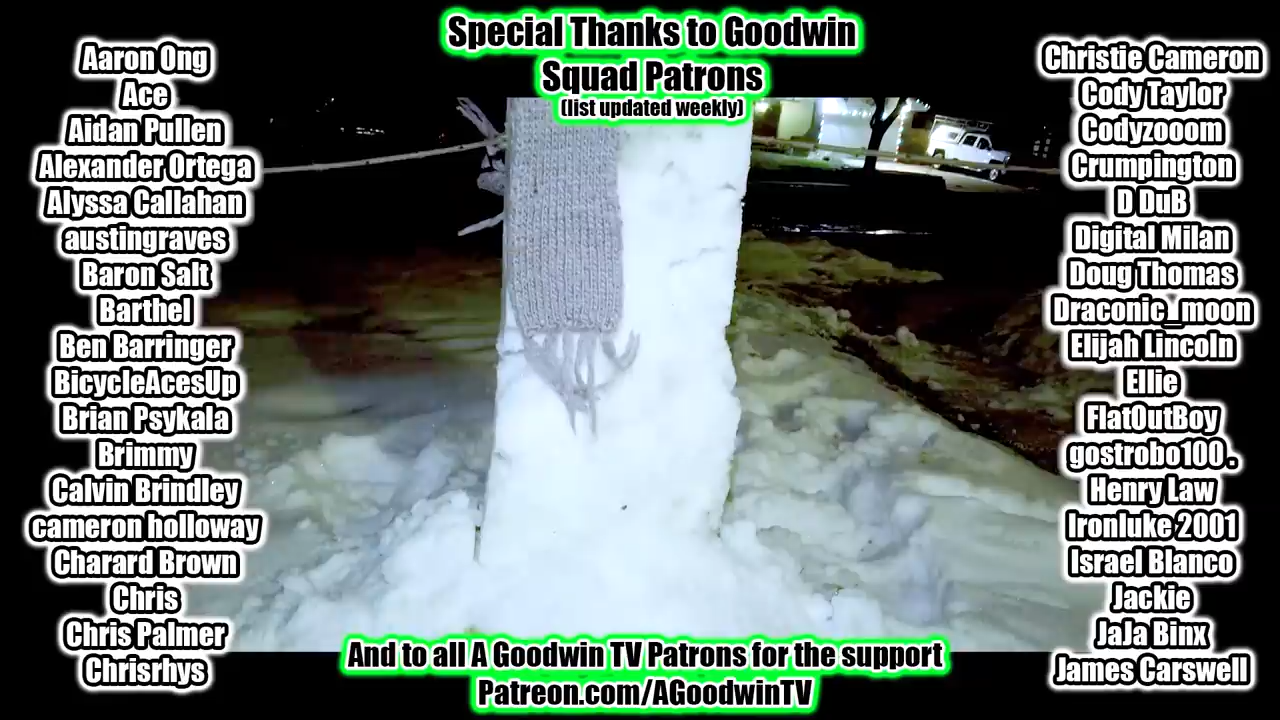 Special Thanks to Goodwin
Squad Patrons
(list updated weekly)
Aaron Ong
Ace
Aidan Pullen
Alexander Ortega
Alyssa Callahan
austingraves
Baron Salt
Barthel
Ben Barringer
BicycleAcesUp
Brian Psykala
Brimmy
Calvin Brindley
cameron holloway
Charard Brown
Chris
Chris Palmer
Chrisrhys
Christie Cameron
Cody Taylor
Codyzooom
Crumpington
D DuB
Digital Milan
Doug Thomas
Draconic_moon
Elijah Lincoln
Ellie
FlatOutBoy
gostrobo100 .
Henry Law
Ironluke2001
Israel Blanco
Jackie
JaJa Binx
James Carswell
And to all A Goodwin TV Patrons for the support
Patreon.com/AGoodwinTV